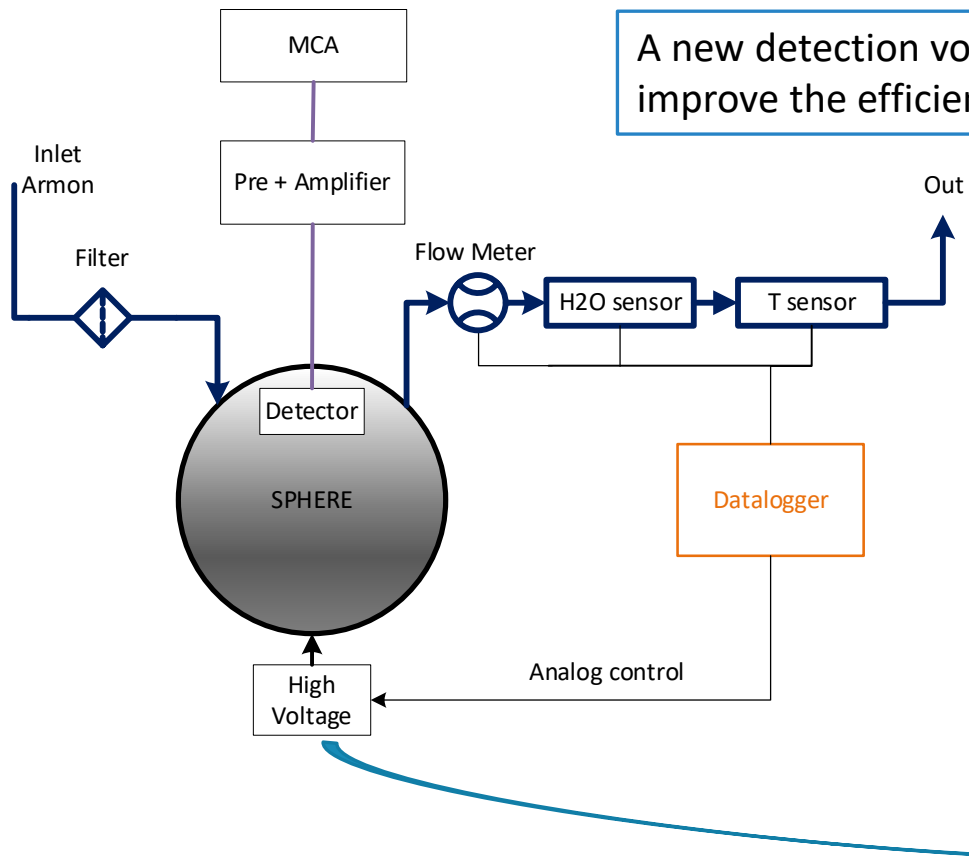 MCA
A new detection vo
improve the efficien
Inlet
Armon
Pre + Amplifier
Out
Filter
Flow Meter
H2O sensor
T sensor
Detector
SPHERE
Datalogger
High
Voltage
Analog control